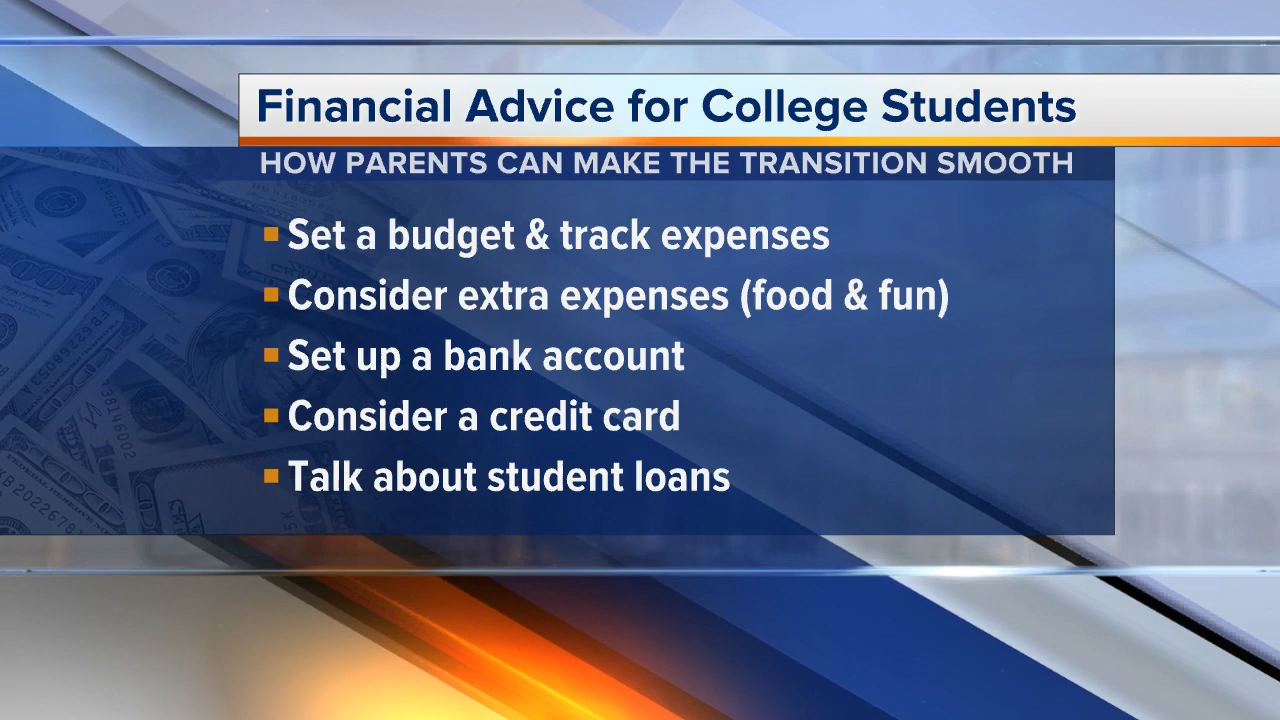 Financial Advice for College Students
HOW PARENTS CAN MAKE THE TRANSITION SMOOTH
Set a budget & track expenses
Consider extra expenses (food & fun)
Set up a bank account
Consider a credit card
Talk about student loans